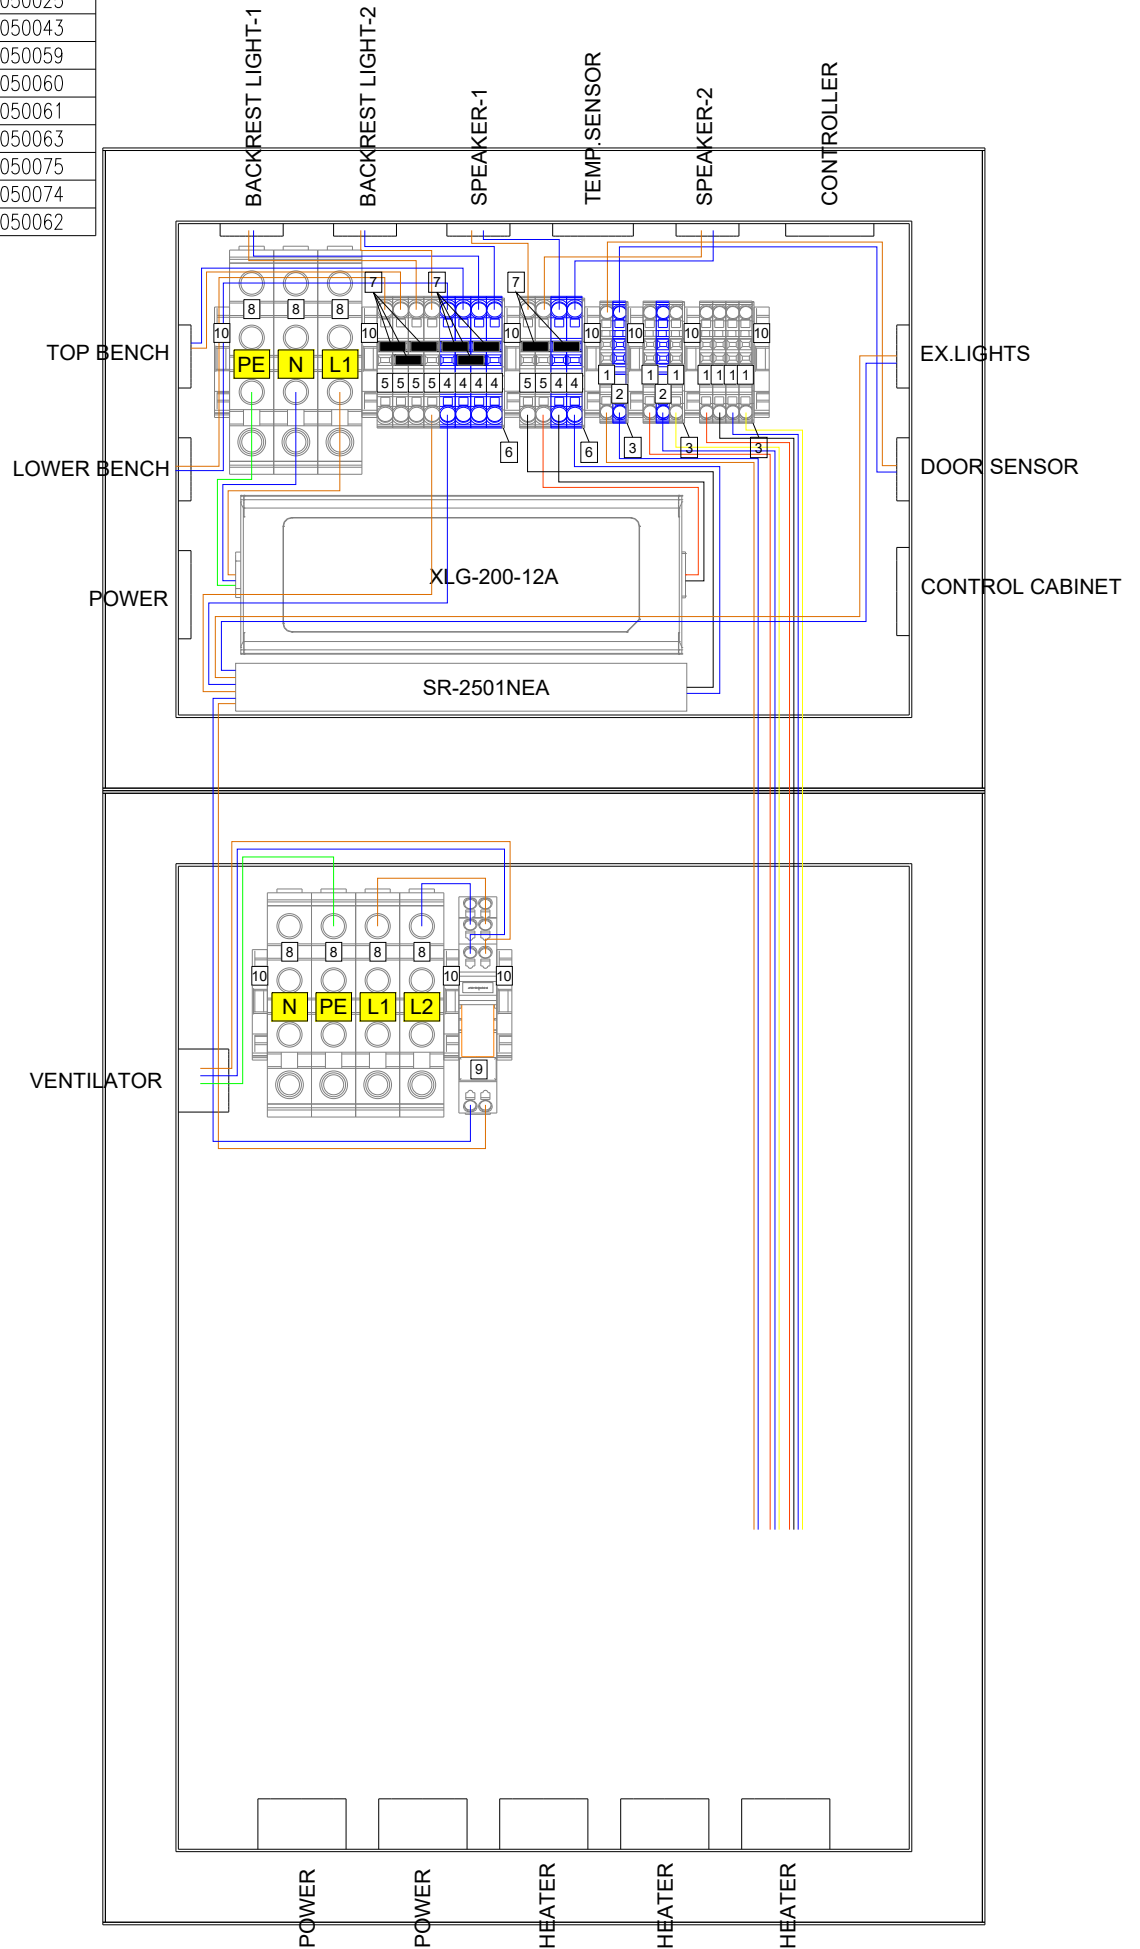 050043
050059
050060
050061
050063
050075
050074
050062
BACKREST LIGHT-1
BACKREST LIGHT-2
SPEAKER-1
TEMP.SENSOR
SPEAKER-2
CONTROLLER
7 7 7
8 8 8
10 10 10 10 10 10 10
TOP BENCH
PE N L1
EX.LIGHTS
5 5 5 5 4 4 4 4 5 5 4 4 1 1 1 1 1 1 1
2 2
6 6 3 3 3
LOWER BENCH
DOOR SENSOR
XLG-200-12A
POWER
CONTROL CABINET
SR-2501NEA
8 8 8 8
10 10 10
N PE L1 L2
9
VENTILATOR
POWER
POWER
HEATER
HEATER
HEATER